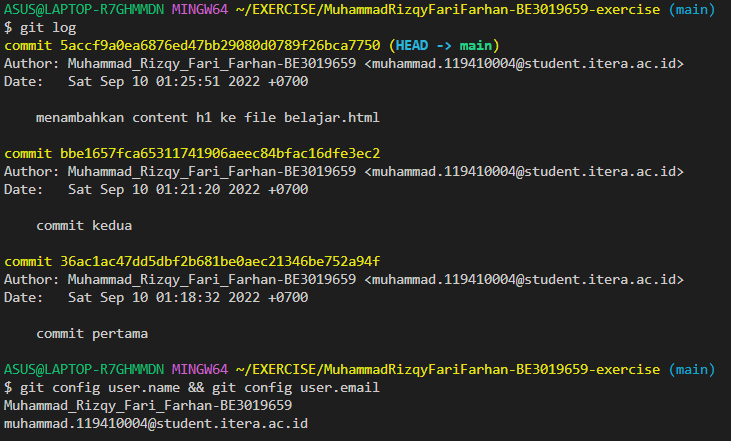 ASUS@LAPTOP-R7GHMMDN MINGW64 ~/EXERCISE/MuhammadRizqyFariFarhan-BE3019659-exercise (main)
$ git log
commit 5accf9a0ea6876ed47bb29080d0789f26bca7750 (HEAD -> main)
Author: Muhammad_Rizqy_Fari_Farhan-BE3019659 <muhammad.119410004@student.itera.ac.id>
Date:   Sat Sep 10 01:25:51 2022 +0700
    menambahkan content h1 ke file belajar.html
commit bbe1657fca65311741906aeec84bfac16dfe3ec2
Author: Muhammad_Rizqy_Fari_Farhan-BE3019659 <muhammad.119410004@student.itera.ac.id>
Date:   Sat Sep 10 01:21:20 2022 +0700
    commit kedua
commit 36ac1ac47dd5dbf2b681be0aec21346be752a94f
Author: Muhammad_Rizqy_Fari_Farhan-BE3019659 <muhammad.119410004@student.itera.ac.id>
Date:   Sat Sep 10 01:18:32 2022 +0700
    commit pertama
ASUS@LAPTOP-R7GHMMDN MINGW64 ~/EXERCISE/MuhammadRizqyFariFarhan-BE3019659-exercise (main)
$ git config user.name && git config user.email
Muhammad_Rizqy_Fari_Farhan-BE3019659
muhammad.119410004@student.itera.ac.id